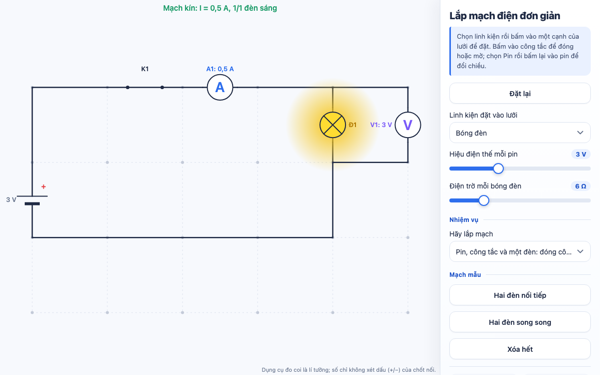 Mạch kín: I = 0,5 A, 1/1 đèn sáng
K1
A1: 0,5 A
A
Đ1
V1: 3 V
V
3 V
+
Dụng cụ đo coi là lí tưởng; số chỉ không xét dấu (+/−) của chốt nối.
Lắp mạch điện đơn giản
Chọn linh kiện rồi bấm vào một cạnh của
lưới để đặt. Bấm vào công tắc để đóng
hoặc mở; chọn Pin rồi bấm lại vào pin để
đổi chiều.
Đặt lại
Linh kiện đặt vào lưới
Bóng đèn
Hiệu điện thế mỗi pin
3 V
Điện trở mỗi bóng đèn
6 Ω
Nhiệm vụ
Hãy lắp mạch
Pin, công tắc và một đèn: đóng cô...
Mạch mẫu
Hai đèn nối tiếp
Hai đèn song song
Xóa hết